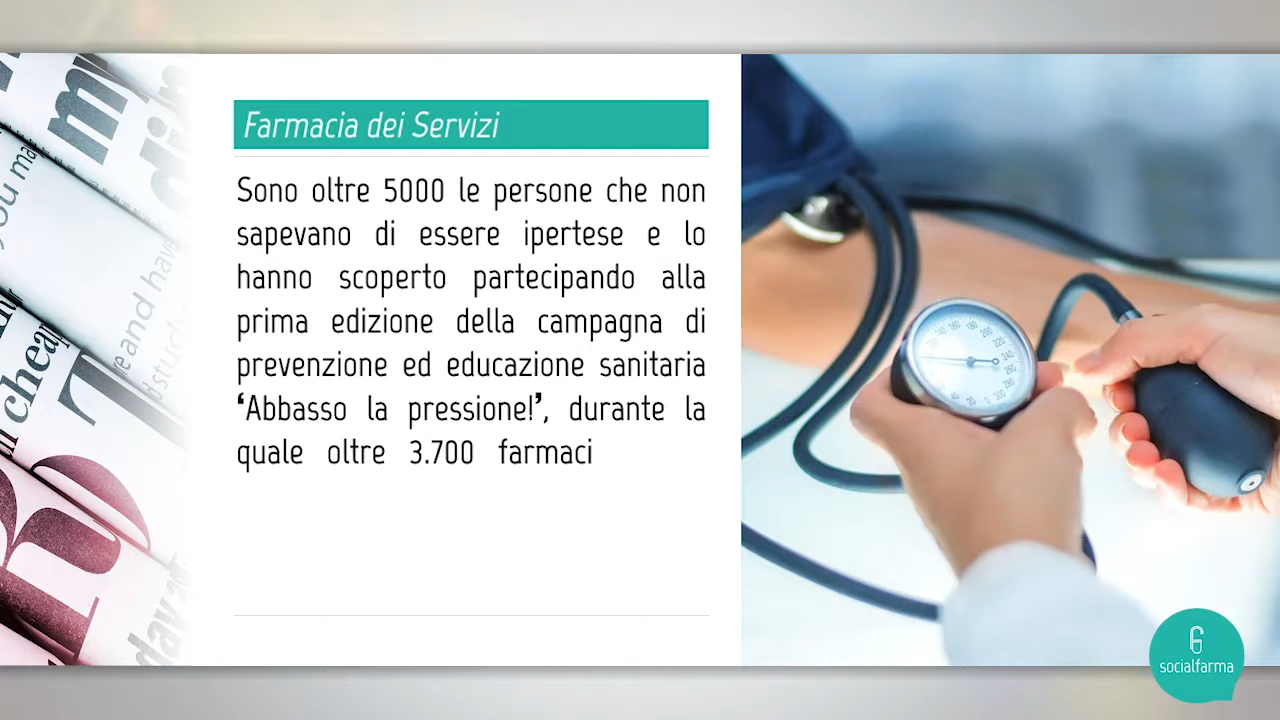 Farmacia dei Servizi
Sono oltre 5000 le persone che non
sapevano di essere ipertese e lo
hanno scoperto partecipando alla
prima edizione della campagna di
prevenzione ed educazione sanitaria
‘Abbasso la pressione!’, durante la
quale oltre 3.700 farmaci
socialfarma